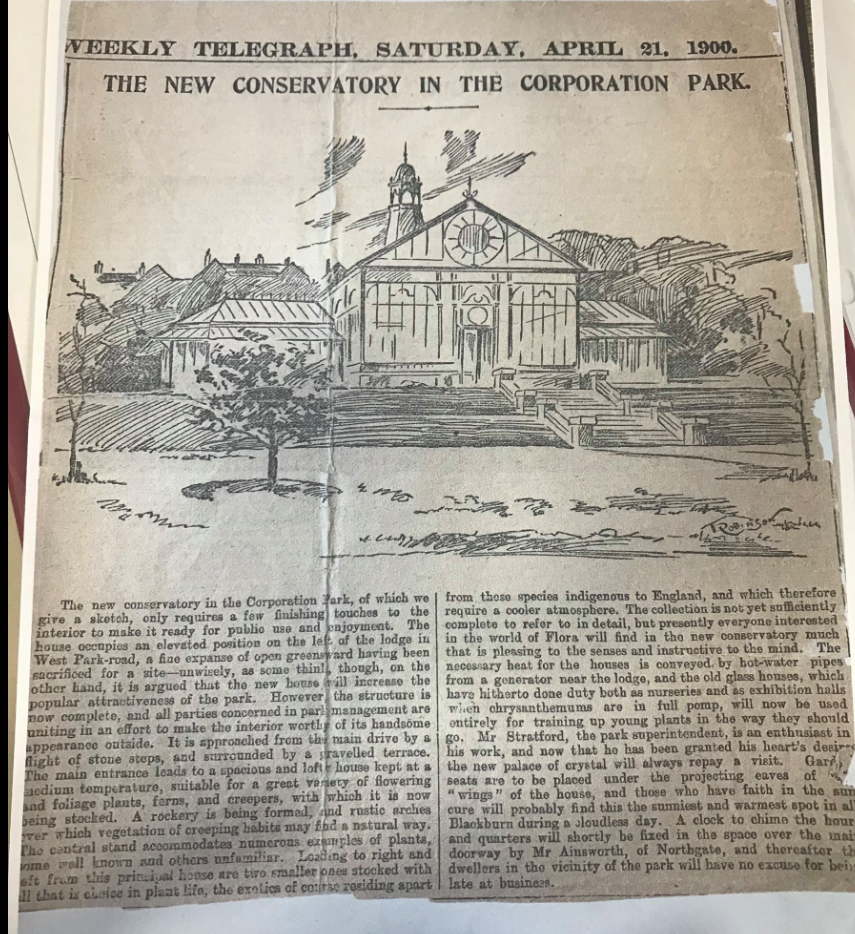 WEEKLY TELEGRAPH, SATURDAY, APRIL 21, 1900.
THE NEW CONSERVATORY IN THE CORPORATION PARK.
ROBINSON
The new conservatory in the Corporation Park, of which we
give a sketch, only requires a few finishing touches to the
interior to make it ready for public use and enjoyment. The
house occupies an elevated position on the left of the lodge in
West Park-road, a fine expanse of open greensward having been
sacrificed for a site—unwisely, as some think, though, on the
other hand, it is argued that the new house will increase the
popular attractiveness of the park. However, the structure is
now complete, and all parties concerned in park management are
uniting in an effort to make the interior worthy of its handsome
appearance outside. It is approached from the main drive by a
flight of stone steps, and surrounded by a gravelled terrace.
The main entrance leads to a spacious and lofty house kept at a
medium temperature, suitable for a great variety of flowering
and foliage plants, ferns, and creepers, with which it is now
being stocked. A rockery is being formed, and rustic arches
over which vegetation of creeping habits may find a natural way.
The central stand accommodates numerous examples of plants,
some well known and others unfamiliar. Leading to right and
left from this principal house are two smaller ones stocked with
all that is choice in plant life, the exotics of course residing apart
from those species indigenous to England, and which therefore
require a cooler atmosphere. The collection is not yet sufficiently
complete to refer to in detail, but presently everyone interested
in the world of Flora will find in the new conservatory much
that is pleasing to the senses and instructive to the mind. The
necessary heat for the houses is conveyed by hot-water pipes
from a generator near the lodge, and the old glass houses, which
have hitherto done duty both as nurseries and as exhibition halls
when chrysanthemums are in full pomp, will now be used
entirely for training up young plants in the way they should
go. Mr Stratford, the park superintendent, is an enthusiast in
his work, and now that he has been granted his heart's desire
the new palace of crystal will always repay a visit. Garden
seats are to be placed under the projecting eaves of
"wings" of the house, and those who have faith in the sun
cure will probably find this the sunniest and warmest spot in all
Blackburn during a cloudless day. A clock to chime the hour
and quarters will shortly be fixed in the space over the main
doorway by Mr Ainsworth, of Northgate, and thereafter the
dwellers in the vicinity of the park will have no excuse for being
late at business.